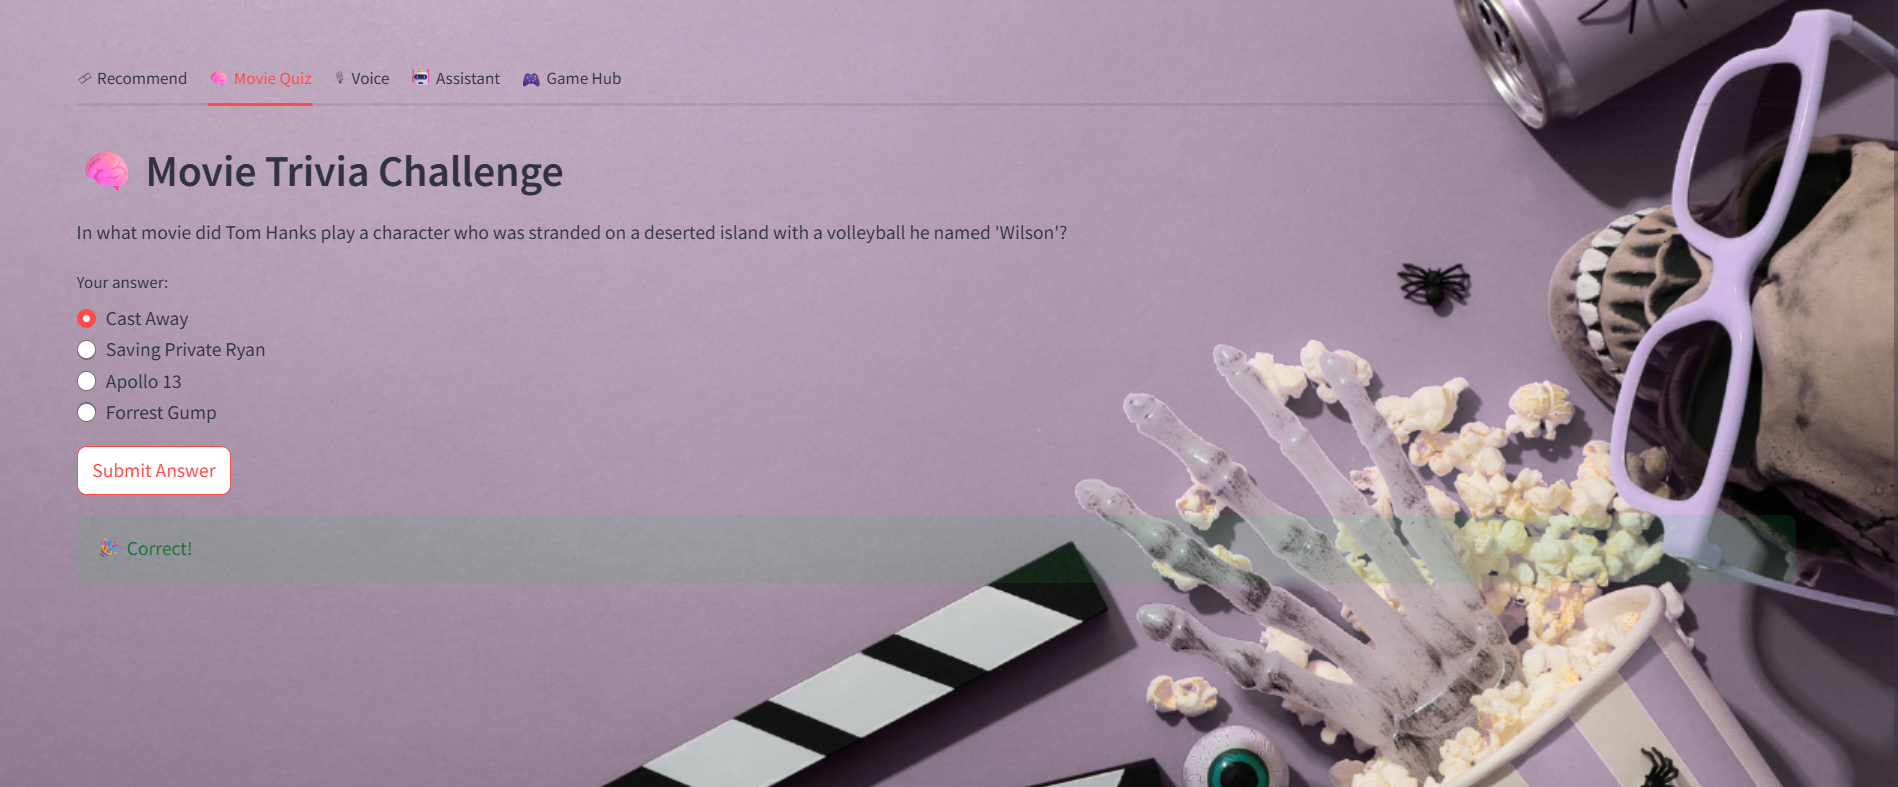 Recommend
Movie Quiz
Voice
Assistant
Game Hub
Movie Trivia Challenge
In what movie did Tom Hanks play a character who was stranded on a deserted island with a volleyball he named 'Wilson'?
Your answer:
Cast Away
Saving Private Ryan
Apollo 13
Forrest Gump
Submit Answer
Correct!